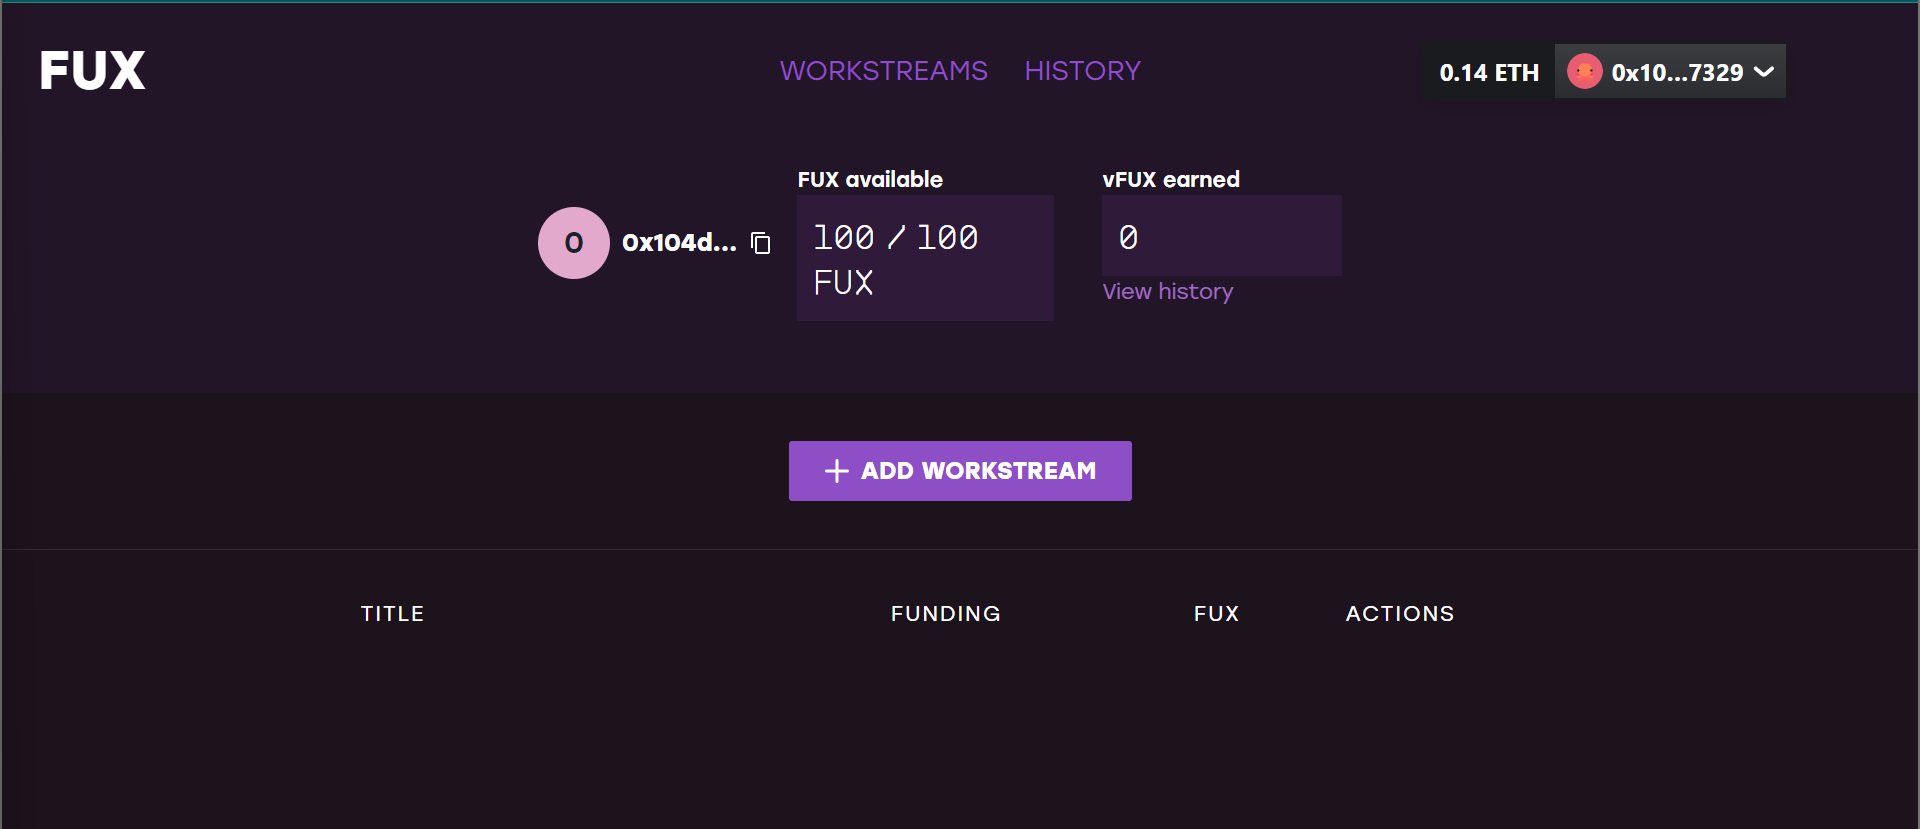 FUX
WORKSTREAMS HISTORY
0.14 ETH 0x10...7329
FUX available
vFUX earned
0 0x104d...
100 / 100
FUX
0
View history
ADD WORKSTREAM
TITLE FUNDING FUX ACTIONS